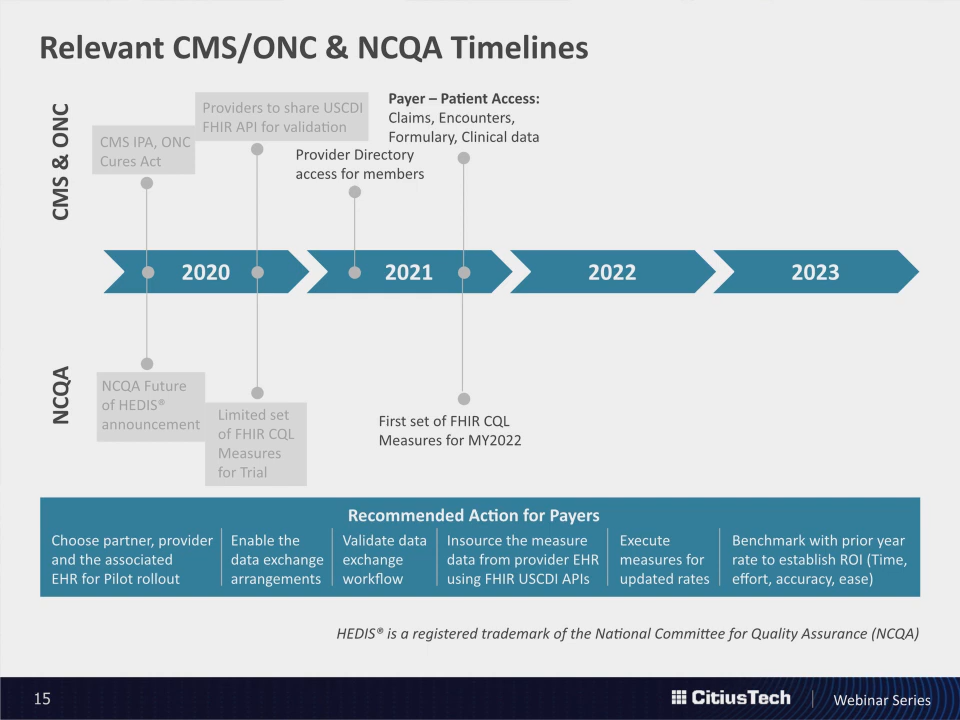 Relevant CMS/ONC & NCQA Timelines
CMS & ONC
CMS IPA, ONC
Cures Act
Providers to share USCDI
FHIR API for validation
Provider Directory
access for members
Payer – Patient Access:
Claims, Encounters,
Formulary, Clinical data
2020
2021
2022
2023
NCQA
NCQA Future
of HEDIS®
announcement
Limited set
of FHIR CQL
Measures
for Trial
First set of FHIR CQL
Measures for MY2022
Recommended Action for Payers
Choose partner, provider
and the associated
EHR for Pilot rollout
Enable the
data exchange
arrangements
Validate data
exchange
workflow
Insource the measure
data from provider EHR
using FHIR USCDI APIs
Execute
measures for
updated rates
Benchmark with prior year
rate to establish ROI (Time,
effort, accuracy, ease)
HEDIS® is a registered trademark of the National Committee for Quality Assurance (NCQA)
15
CitiusTech
Webinar Series